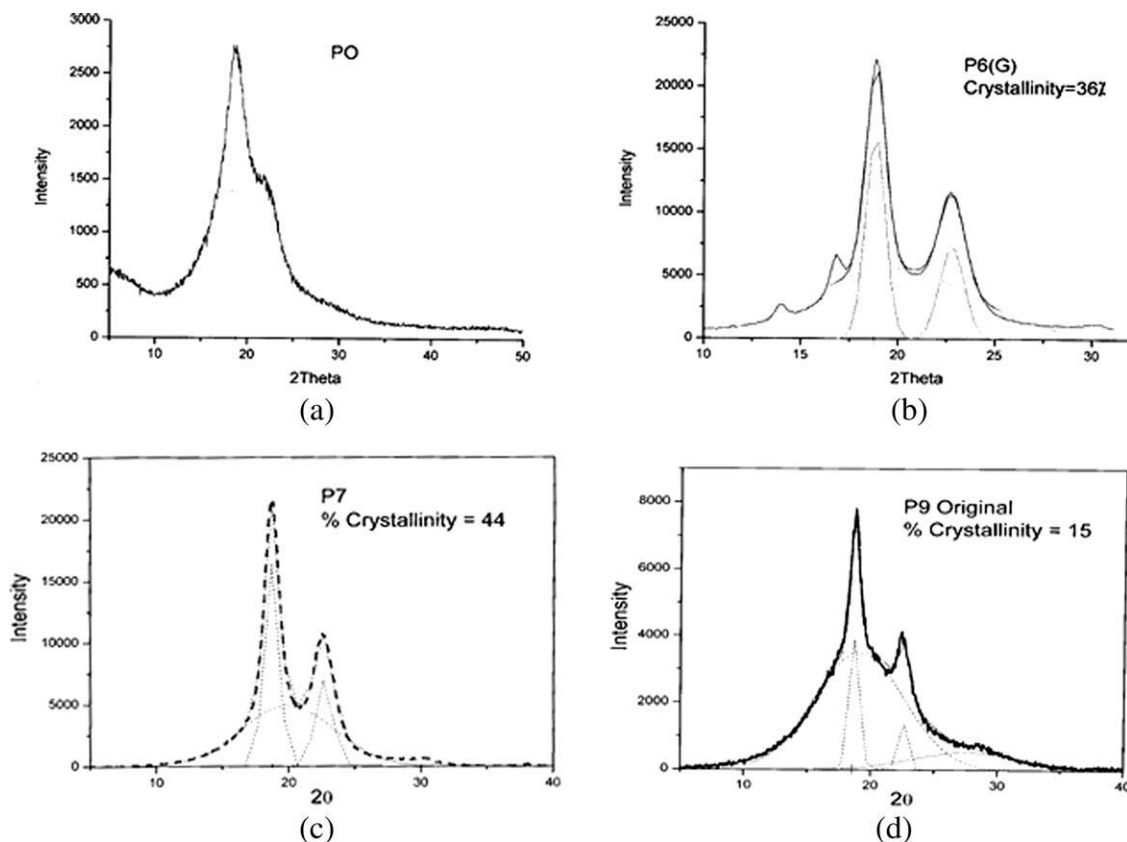 3000
2500
2000
1500
1000
500
0
Intensity
PO
10
20
30
40
50
2Theta
(a)
25000
20000
15000
10000
5000
0
Intensity
P6(G)
Crystallinity=36%
10
15
20
25
30
2Theta
(b)
25000
20000
15000
10000
5000
0
Intensity
P7
% Crystallinity = 44
10
20
30
40
2θ
(c)
8000
6000
4000
2000
0
Intensity
P9 Original
% Crystallinity = 15
10
20
30
40
2θ
(d)